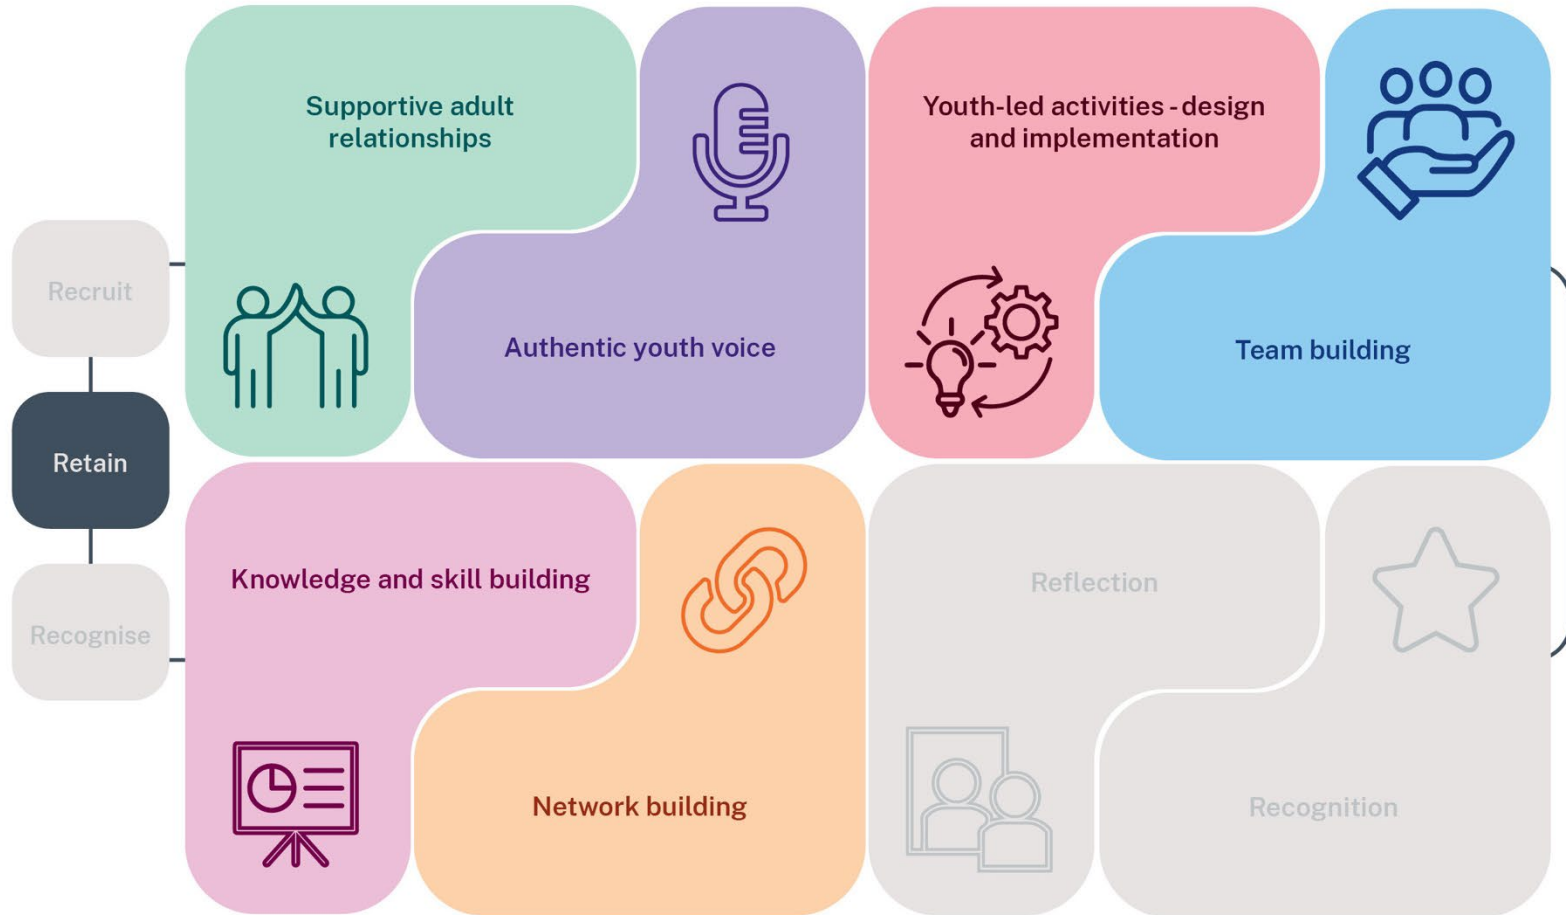 Supportive adult
relationships
Youth-led activities - design
and implementation
Recruit
Authentic youth voice
Team building
Retain
Knowledge and skill building
Reflection
Recognise
Network building
Recognition